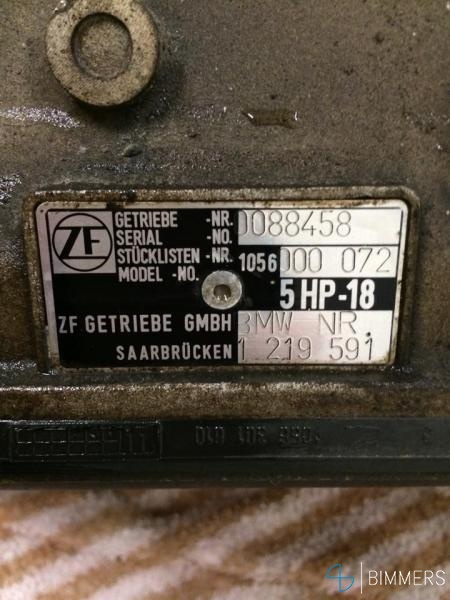 ZF
GETRIEBE -NR. 0088458
SERIAL -NO.
STÜCKLISTEN -NR. 1056 000 072
MODEL -NO.
5 HP-18
ZF GETRIEBE GMBH BMW NR.
SAARBRÜCKEN 1 219 591
BIMMERS